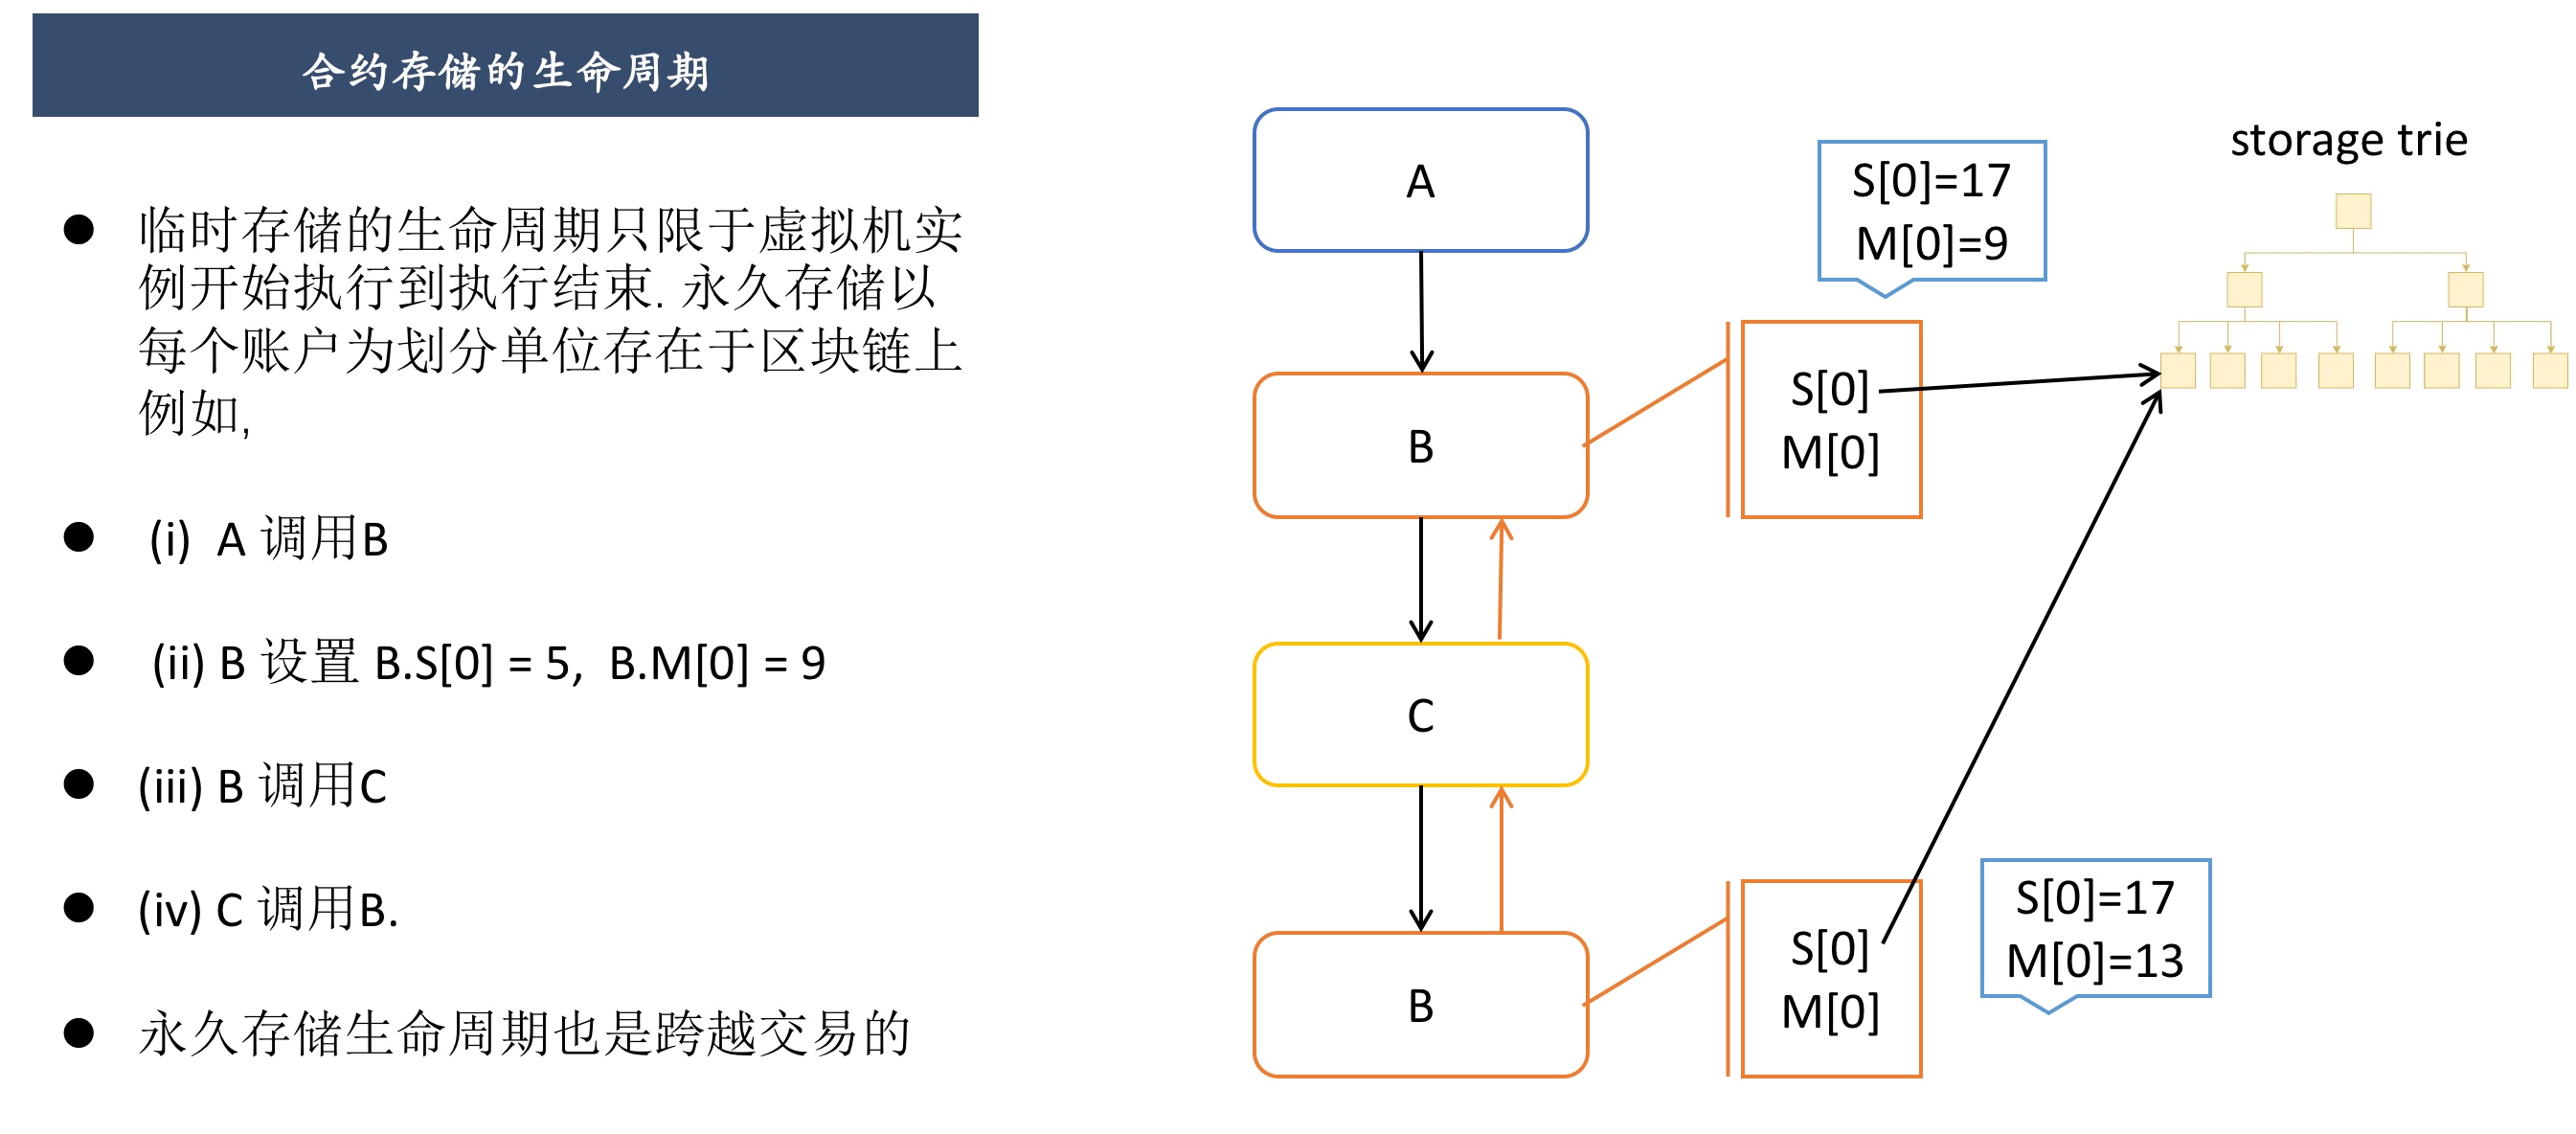 合约存储的生命周期
● 临时存储的生命周期只限于虚拟机实
例开始执行到执行结束. 永久存储以
每个账户为划分单位存在于区块链上
例如,
● (i) A 调用B
● (ii) B 设置 B.S[0] = 5, B.M[0] = 9
● (iii) B 调用C
● (iv) C 调用B.
● 永久存储生命周期也是跨越交易的
A
B
C
B
S[0]=17
M[0]=9
S[0]
M[0]
storage trie
S[0]
M[0]
S[0]=17
M[0]=13